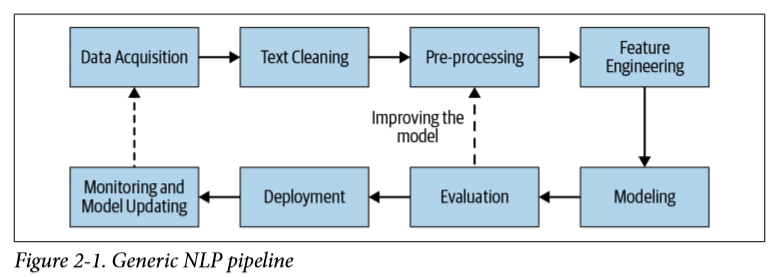 Data Acquisition
Text Cleaning
Pre-processing
Feature
Engineering
Improving the
model
Monitoring and
Model Updating
Deployment
Evaluation
Modeling
Figure 2-1. Generic NLP pipeline